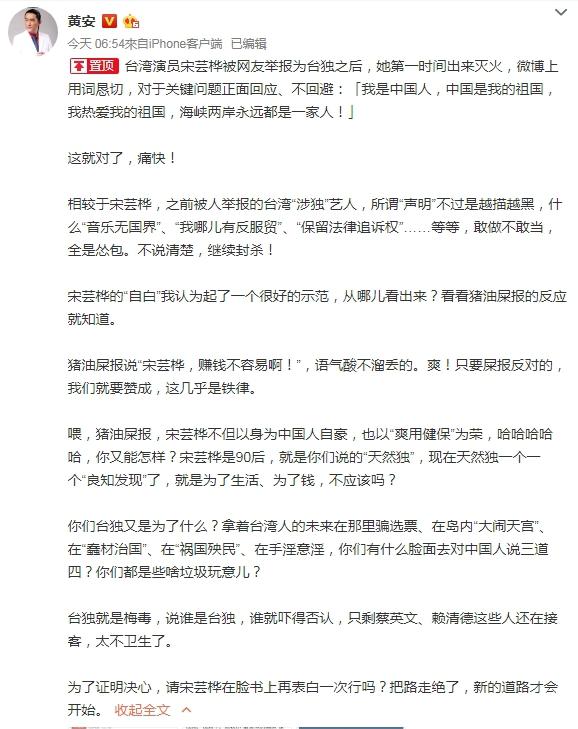 黄安
今天 06:54来自iPhone客户端 已编辑
置顶 台湾演员宋芸桦被网友举报为台独之后，她第一时间出来灭火，微博上
用词恳切，对于关键问题正面回应、不回避：「我是中国人，中国是我的祖国，
我热爱我的祖国，海峡两岸永远都是一家人！」
这就对了，痛快！
相较于宋芸桦，之前被人举报的台湾“涉独”艺人，所谓“声明”不过是越描越黑，什
么“音乐无国界”、“我哪儿有反服贸”、“保留法律追诉权”……等等，敢做不敢当，
全是怂包。不说清楚，继续封杀！
宋芸桦的“自白”我认为起了一个很好的示范，从哪儿看出来？看看猪油屎报的反应
就知道。
猪油屎报说“宋芸桦，赚钱不容易啊！”，语气酸不溜丢的。爽！只要屎报反对的，
我们就要赞成，这几乎是铁律。
喂，猪油屎报，宋芸桦不但以身为中国人自豪，也以“爽用健保”为荣，哈哈哈哈
哈，你又能怎样？宋芸桦是90后，就是你们说的“天然独”，现在天然独一个一
个“良知发现”了，就是为了生活、为了钱，不应该吗？
你们台独又是为了什么？拿着台湾人的未来在那里骗选票、在岛内“大闹天宫”、
在“蠢材治国”、在“祸国殃民”、在手淫意淫，你们有什么脸面去对中国人说三道
四？你们都是些啥垃圾玩意儿？
台独就是梅毒，说谁是台独，谁就吓得否认，只剩蔡英文、赖清德这些人还在接
客，太不卫生了。
为了证明决心，请宋芸桦在脸书上再表白一次行吗？把路走绝了，新的道路才会
开始。 收起全文